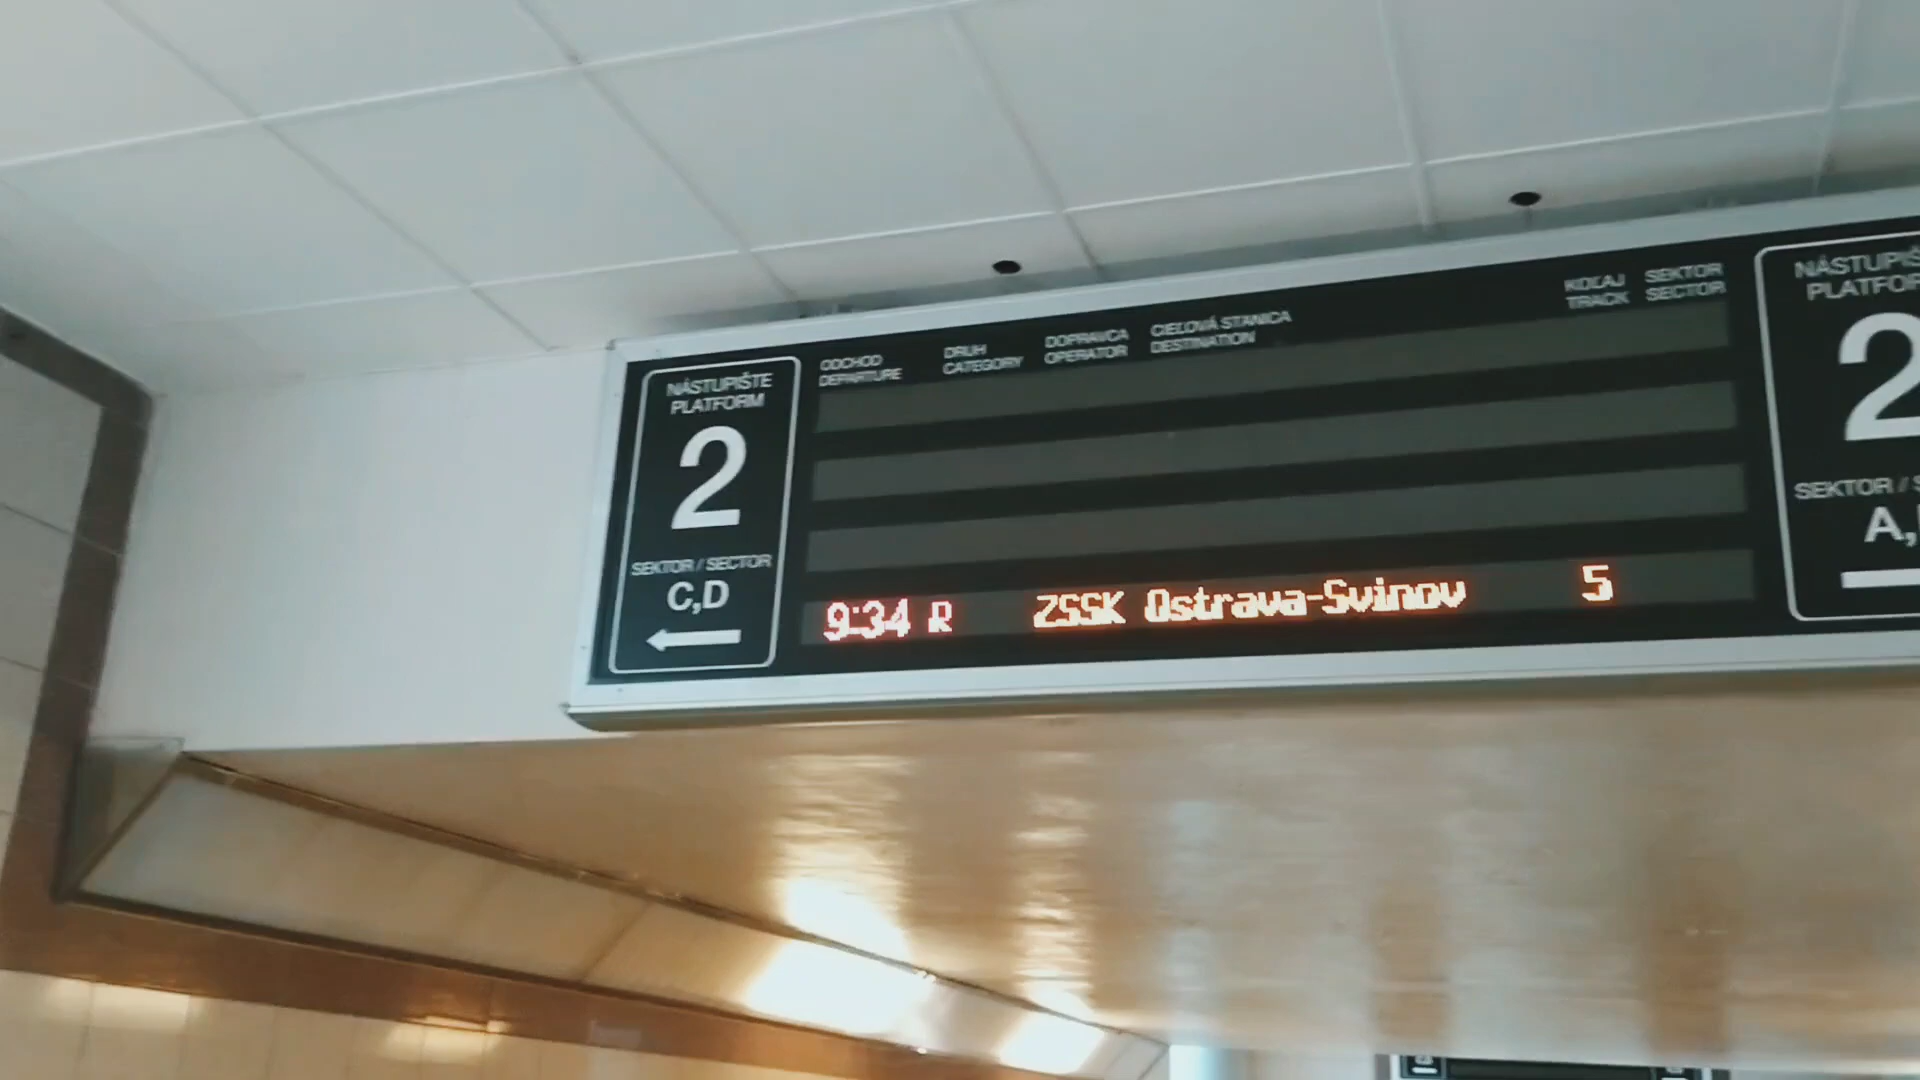 NÁSTUPIŠTE
PLATFORM
2
SEKTOR / SECTOR
C,D
ODCHOD
DEPARTURE
DRUH
CATEGORY
DOPRAVCA
OPERATOR
CIEĽOVÁ STANICA
DESTINATION
KOĽAJ
TRACK
SEKTOR
SECTOR
9:34 R ZSSK Ostrava-Svinov 5
NÁSTUPIŠ
PLATFOR
2
SEKTOR /
A,